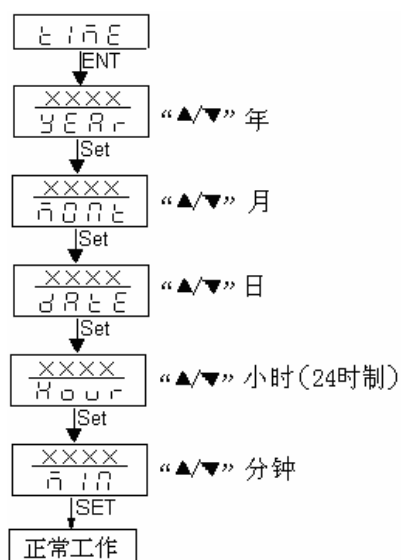 tiME
ENT
XXXX
YEAr
“▲/▼” 年
Set
XXXX
MONt
“▲/▼” 月
Set
XXXX
dAtE
“▲/▼” 日
Set
XXXX
Hour
“▲/▼” 小时(24时制)
Set
XXXX
MIN
“▲/▼” 分钟
SET
正常工作